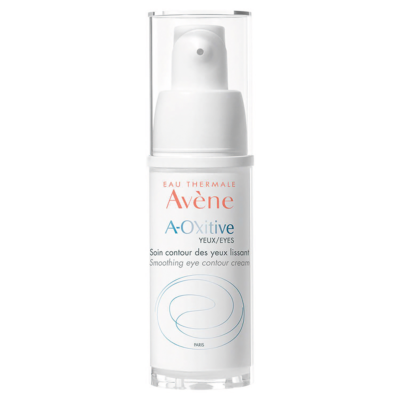 EAU THERMALE
Avène
A-OXitive
YEUX/EYES
Soin contour des yeux lissant
Smoothing eye contour cream
PARIS